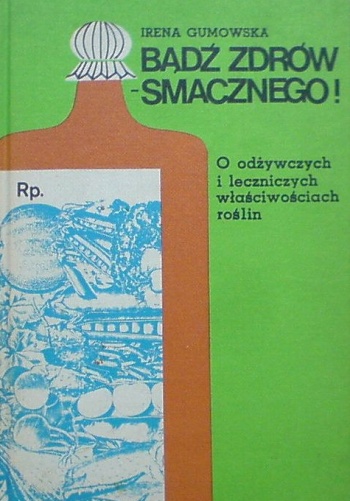 IRENA GUMOWSKA
BĄDŹ ZDRÓW
-SMACZNEGO!
O odżywczych
i leczniczych
właściwościach
roślin
Rp.